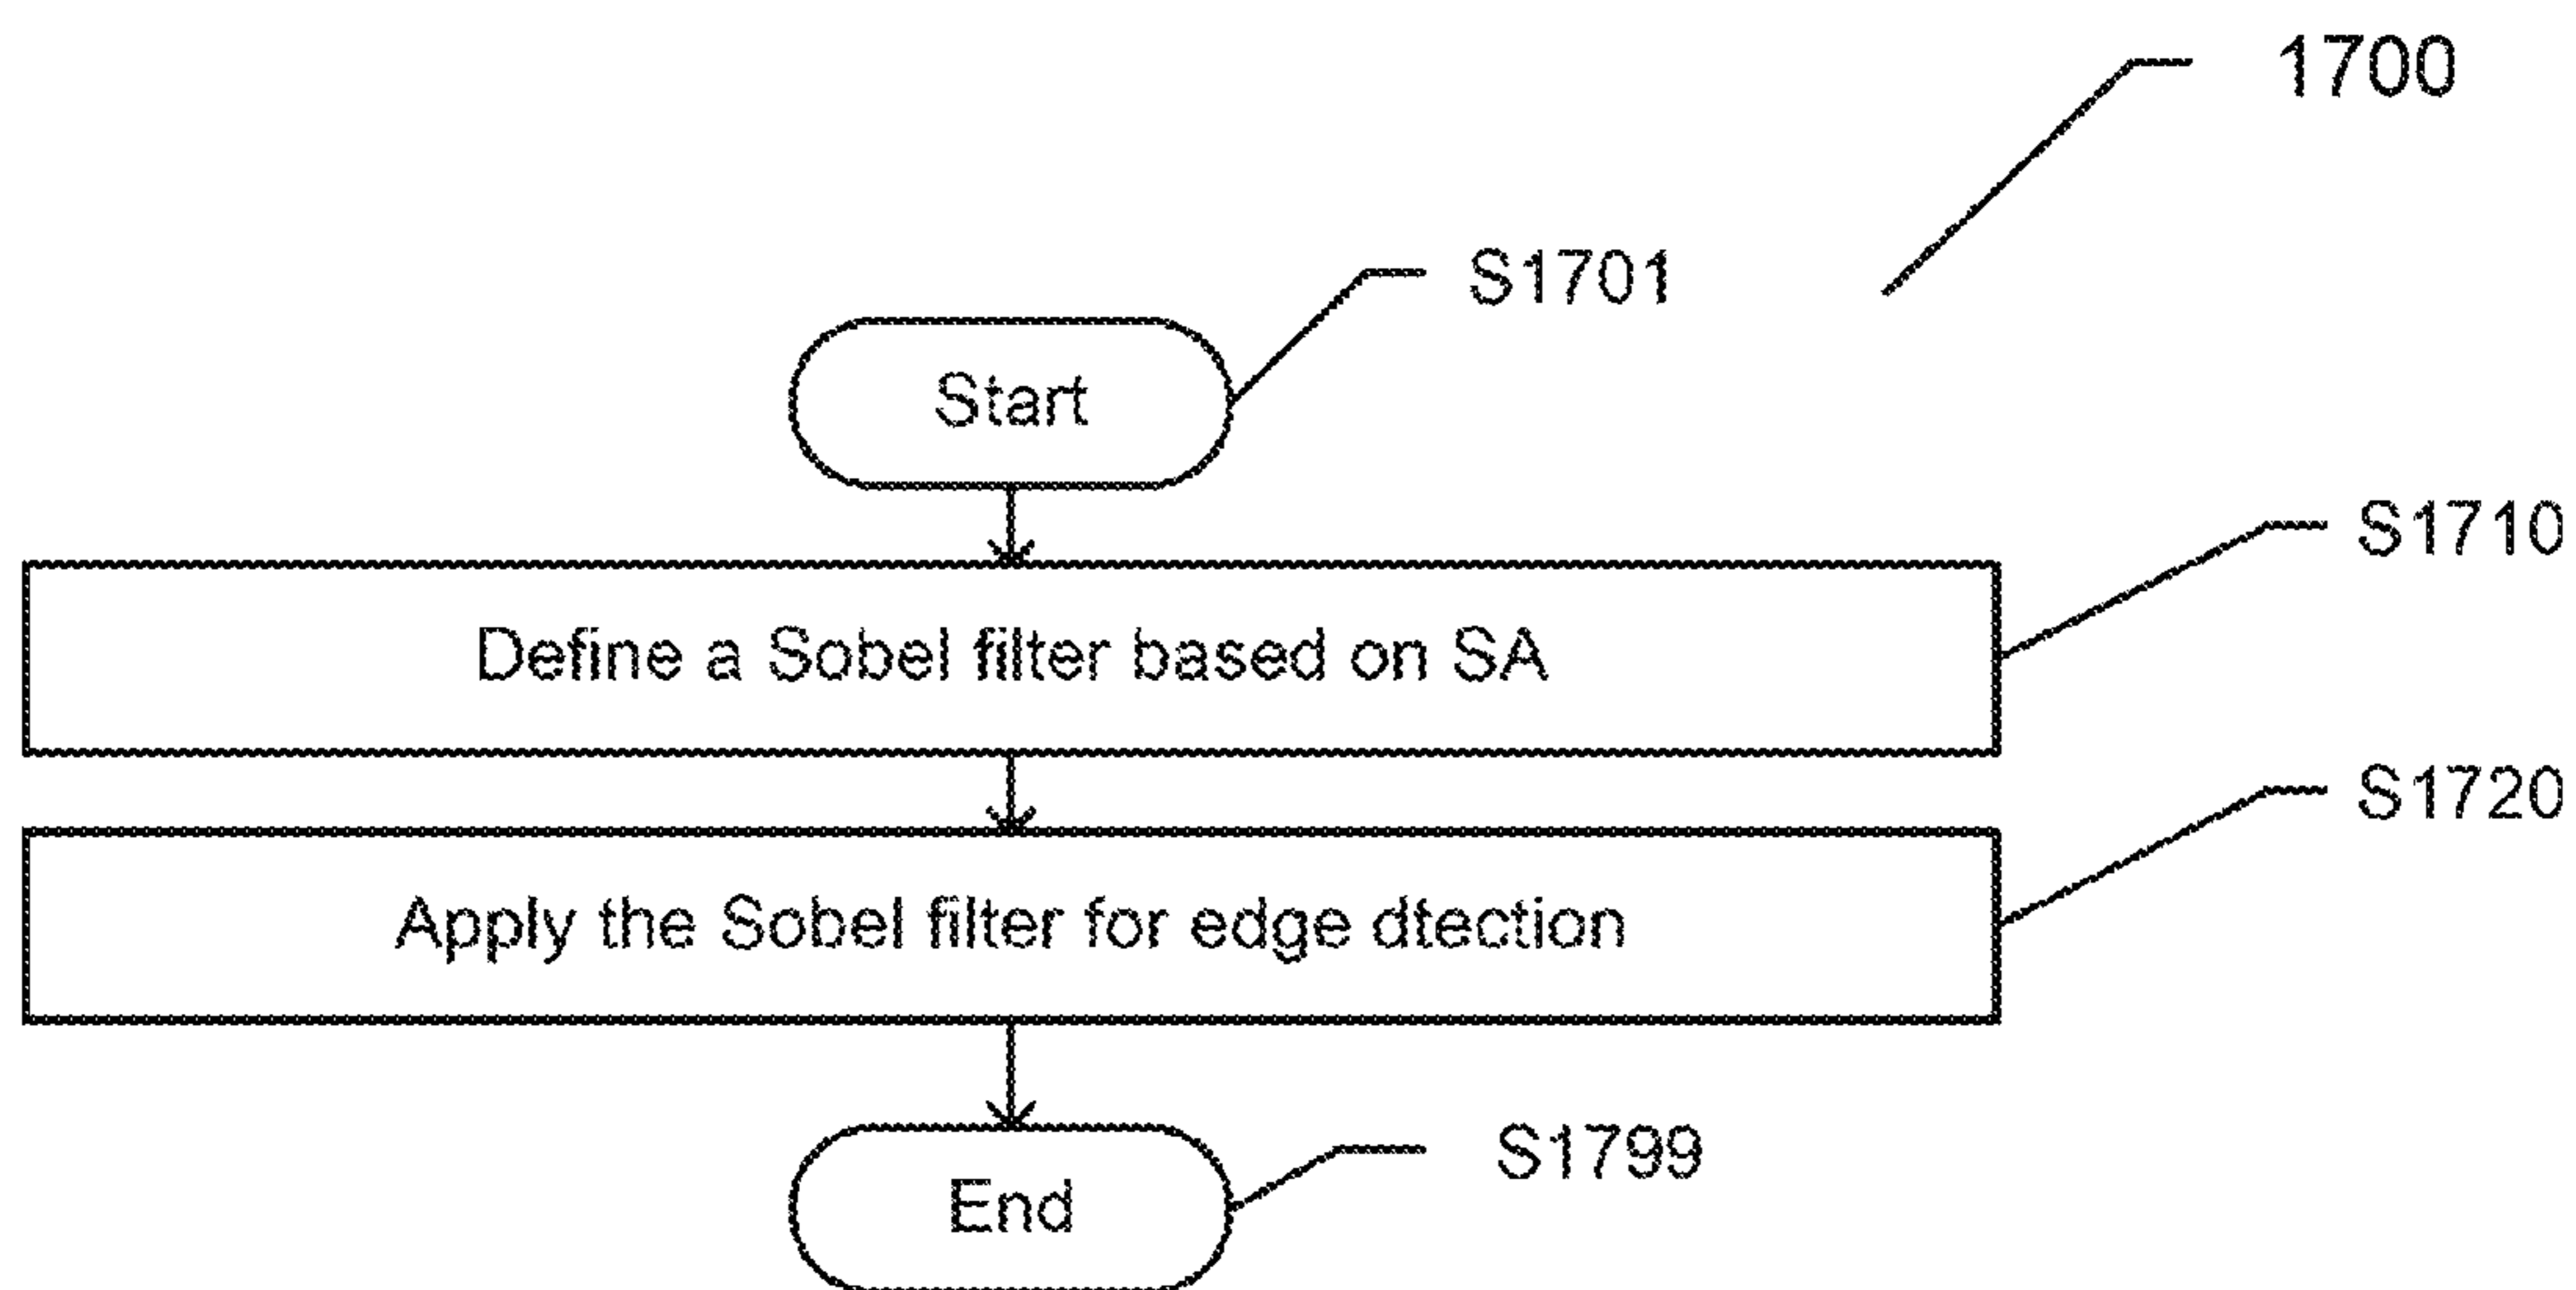 1700
S1701
Start
S1710
Define a Sobel filter based on SA
S1720
Apply the Sobel filter for edge dtection
S1799
End